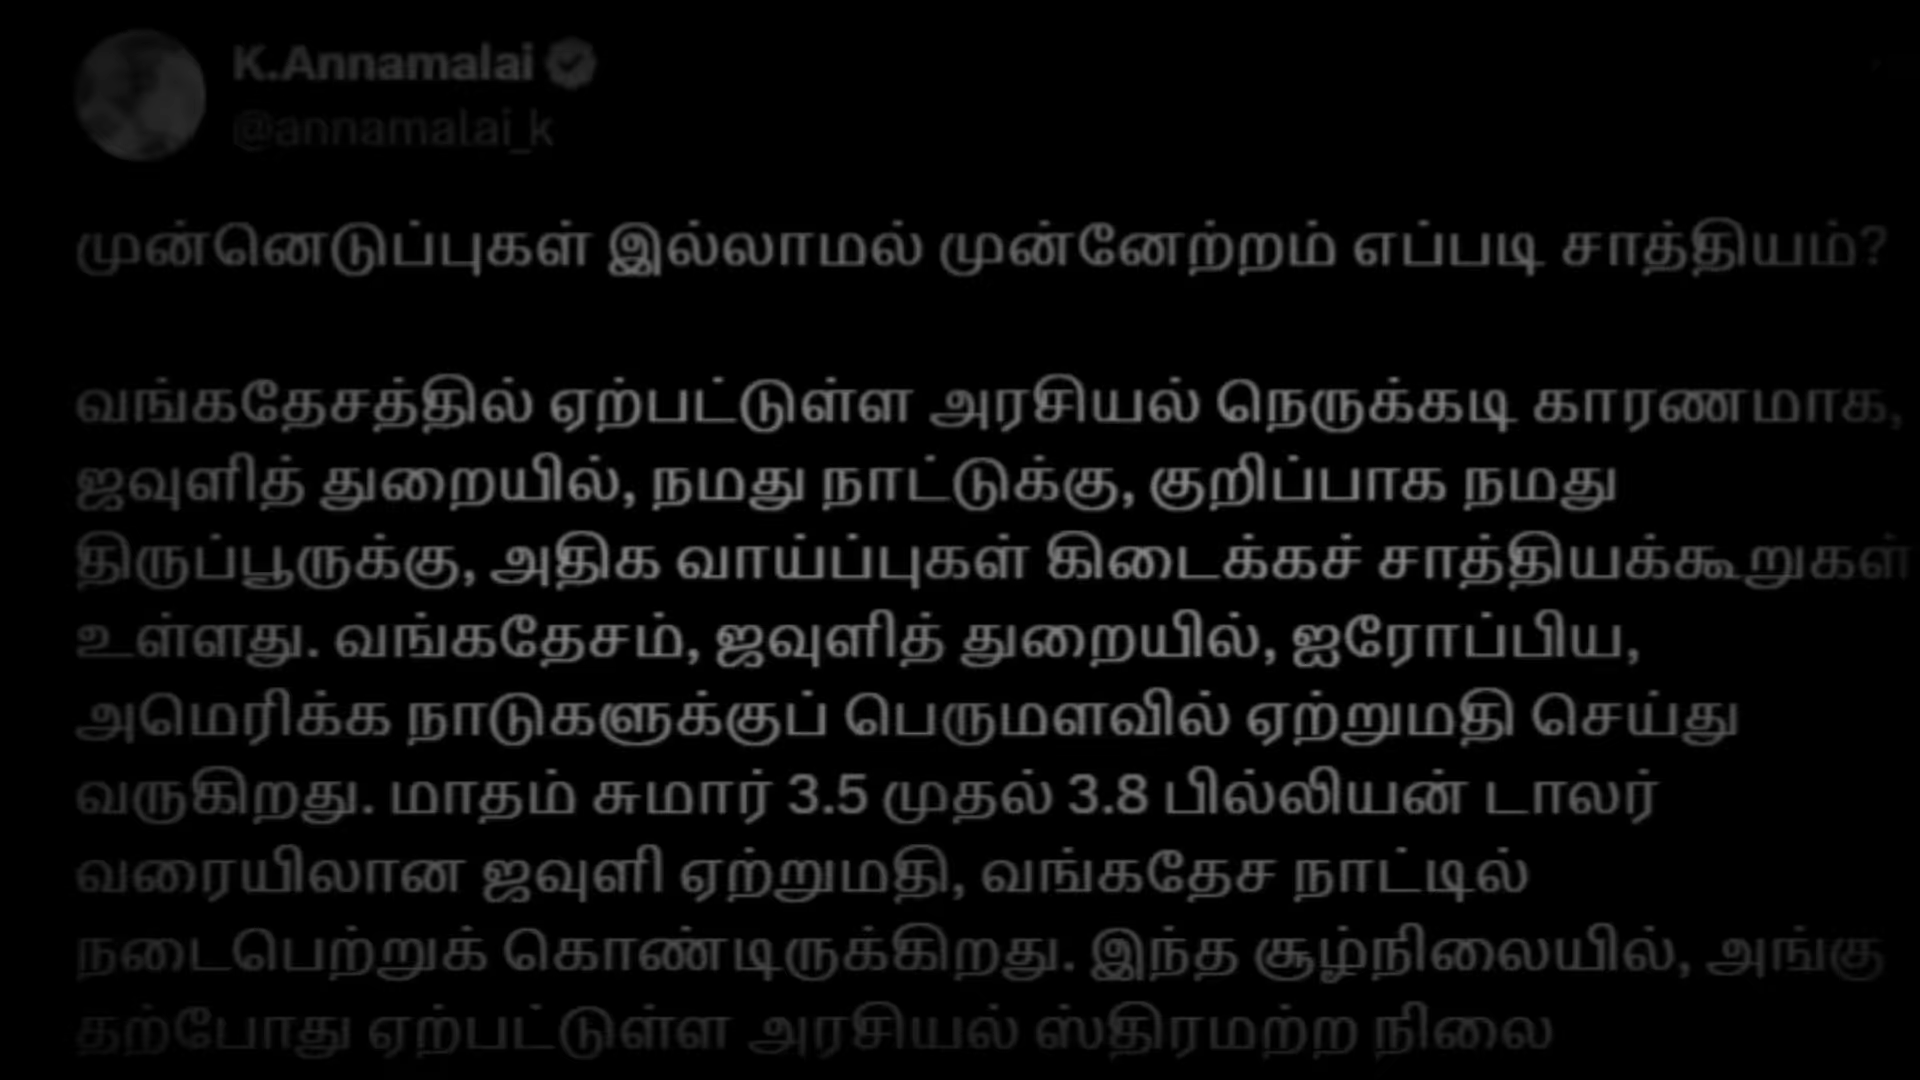 K.Annamalai
@annamalai_k
முன்னெடுப்புகள் இல்லாமல் முன்னேற்றம் எப்படி சாத்தியம்?
வங்கதேசத்தில் ஏற்பட்டுள்ள அரசியல் நெருக்கடி காரணமாக,
ஜவுளித் துறையில், நமது நாட்டுக்கு, குறிப்பாக நமது
திருப்பூருக்கு, அதிக வாய்ப்புகள் கிடைக்கச் சாத்தியக்கூறுகள்
உள்ளது. வங்கதேசம், ஜவுளித் துறையில், ஐரோப்பிய,
அமெரிக்க நாடுகளுக்குப் பெருமளவில் ஏற்றுமதி செய்து
வருகிறது. மாதம் சுமார் 3.5 முதல் 3.8 பில்லியன் டாலர்
வரையிலான ஜவுளி ஏற்றுமதி, வங்கதேச நாட்டில்
நடைபெற்றுக் கொண்டிருக்கிறது. இந்த சூழ்நிலையில், அங்கு
தற்போது ஏற்பட்டுள்ள அரசியல் ஸ்திரமற்ற நிலை